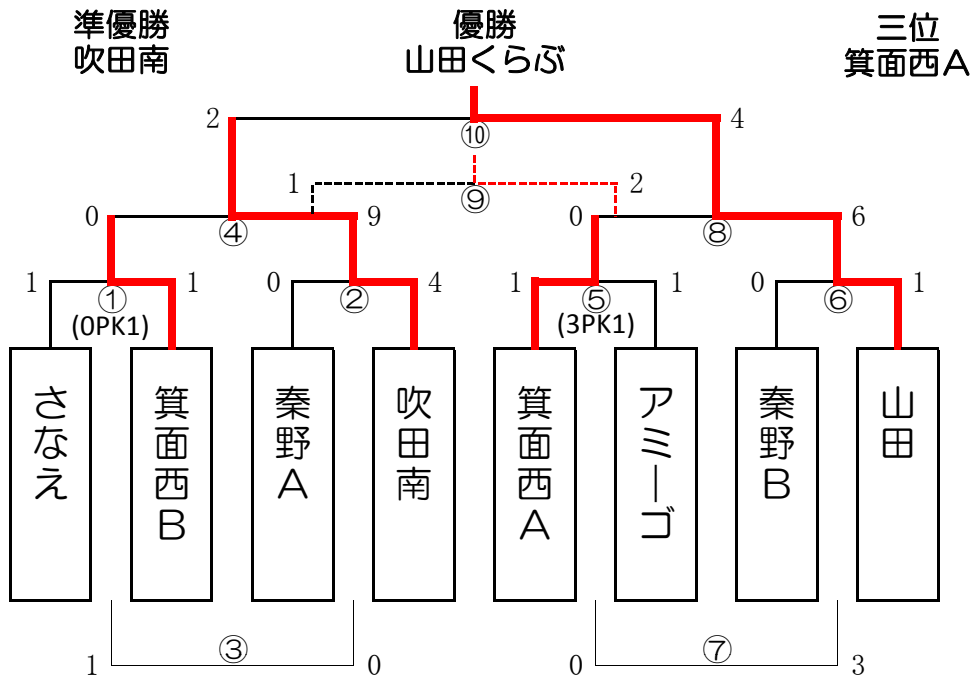 準優勝
吹田南
優勝
山田くらぶ
三位
箕面西A
2
⑩
4
1
⑨
2
0
④
9
0
⑧
6
1
①
1
0
②
4
1
⑤
1
0
⑥
1
(0PK1)
(3PK1)
さなえ
箕面西B
秦野A
吹田南
箕面西A
アミーゴ
秦野B
山田
1
③
0
0
⑦
3